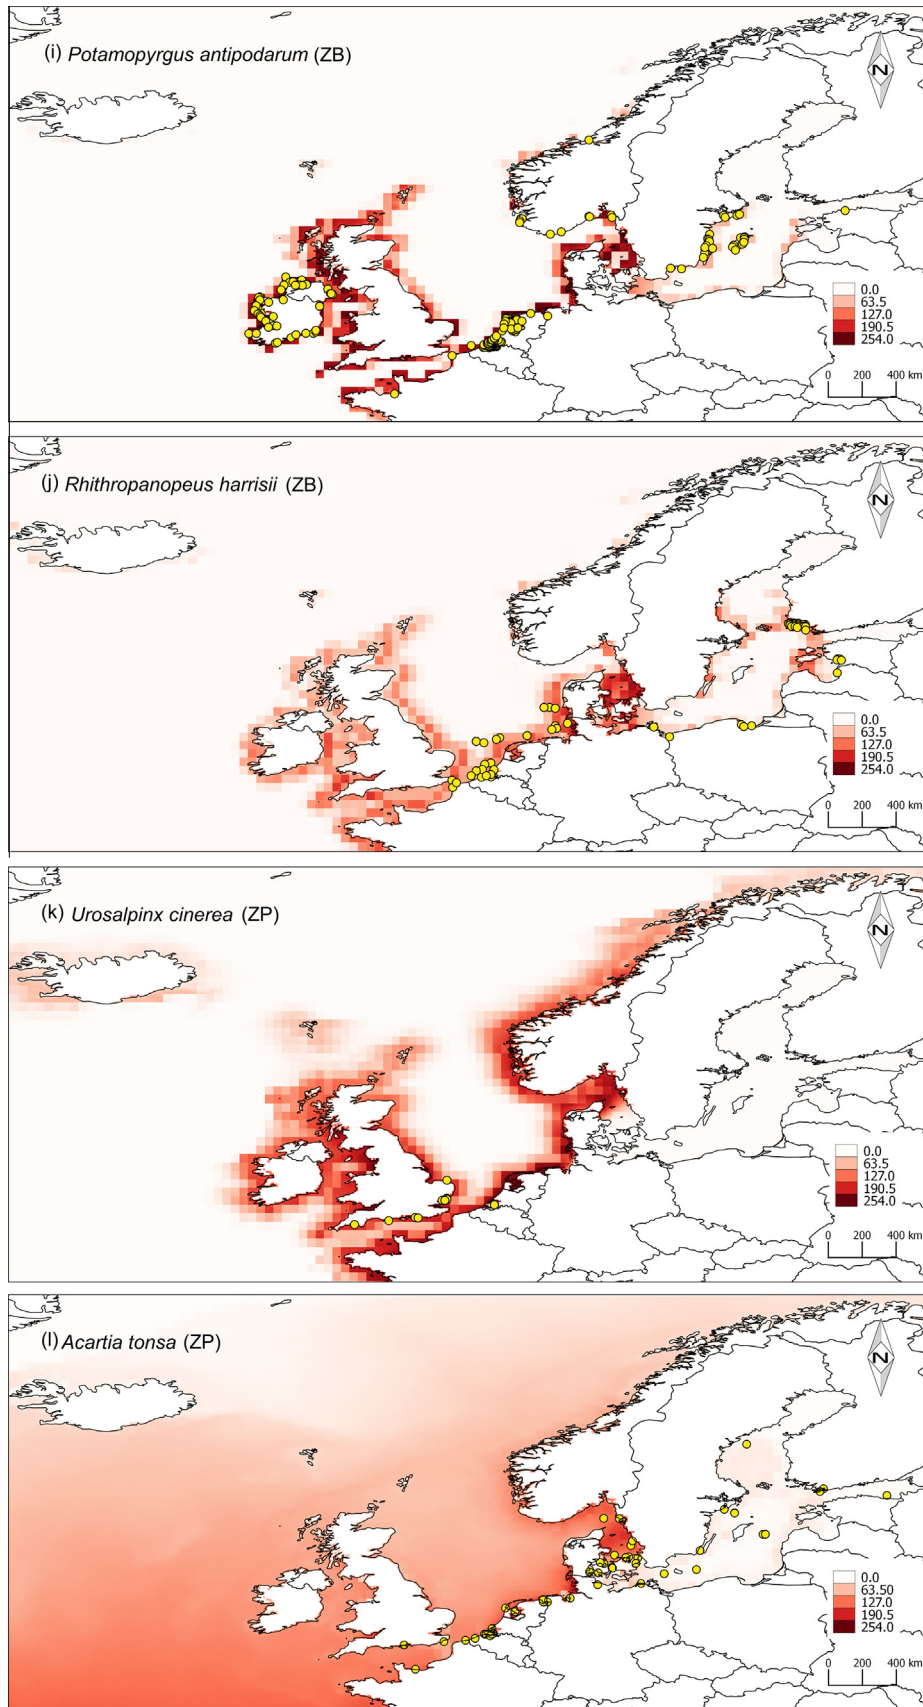 (i) Potamopyrgus antipodarum (ZB)
N
0.0
63.5
127.0
190.5
254.0
0 200 400 km
(j) Rhithropanopeus harrisii (ZB)
N
0.0
63.5
127.0
190.5
254.0
0 200 400 km
(k) Urosalpinx cinerea (ZP)
N
0.0
63.5
127.0
190.5
254.0
0 200 400 km
(l) Acartia tonsa (ZP)
N
0.0
63.50
127.0
190.5
254.0
0 200 400 km